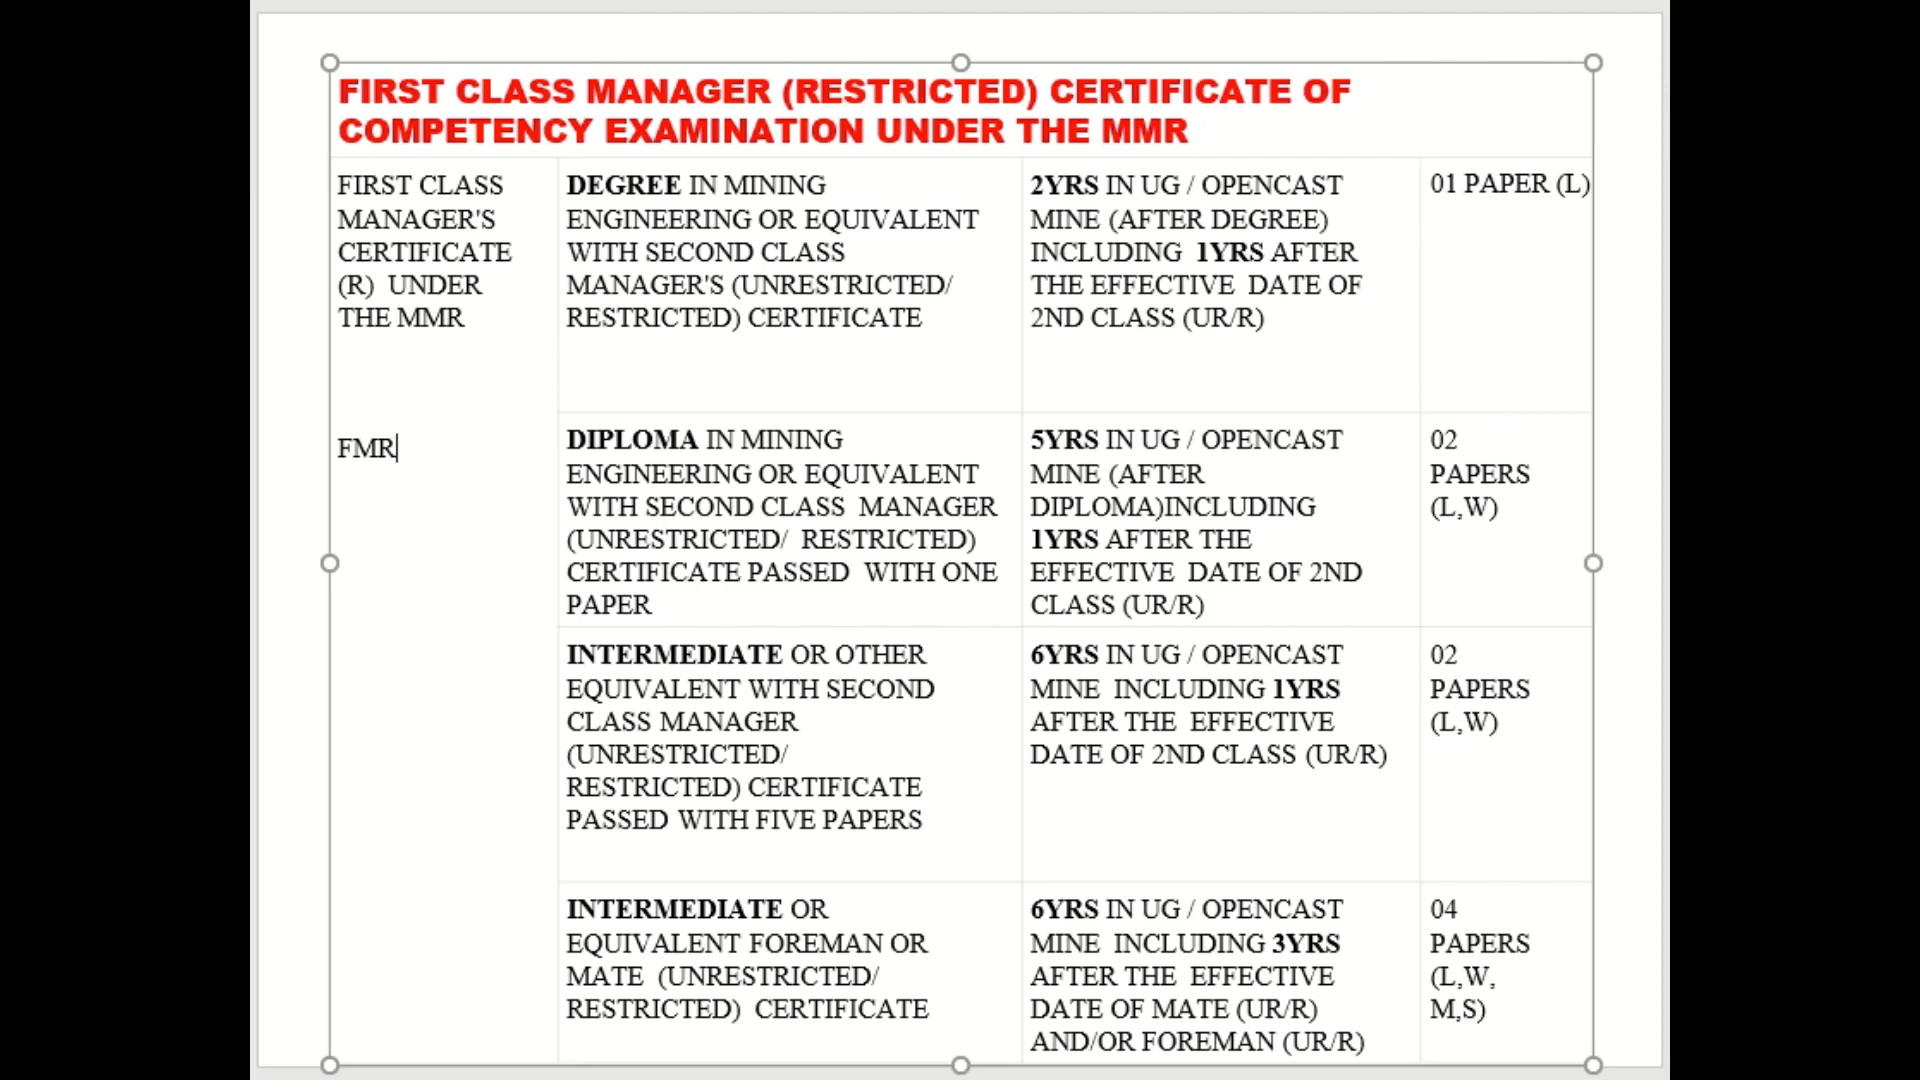 FIRST CLASS MANAGER (RESTRICTED) CERTIFICATE OF
COMPETENCY EXAMINATION UNDER THE MMR
FIRST CLASS
MANAGER'S
CERTIFICATE
(R) UNDER
THE MMR
DEGREE IN MINING
ENGINEERING OR EQUIVALENT
WITH SECOND CLASS
MANAGER'S (UNRESTRICTED/
RESTRICTED) CERTIFICATE
2YRS IN UG / OPENCAST
MINE (AFTER DEGREE)
INCLUDING 1YRS AFTER
THE EFFECTIVE DATE OF
2ND CLASS (UR/R)
01 PAPER (L)
FMR
DIPLOMA IN MINING
ENGINEERING OR EQUIVALENT
WITH SECOND CLASS MANAGER
(UNRESTRICTED/ RESTRICTED)
CERTIFICATE PASSED WITH ONE
PAPER
5YRS IN UG / OPENCAST
MINE (AFTER
DIPLOMA)INCLUDING
1YRS AFTER THE
EFFECTIVE DATE OF 2ND
CLASS (UR/R)
02
PAPERS
(L,W)
INTERMEDIATE OR OTHER
EQUIVALENT WITH SECOND
CLASS MANAGER
(UNRESTRICTED/
RESTRICTED) CERTIFICATE
PASSED WITH FIVE PAPERS
6YRS IN UG / OPENCAST
MINE INCLUDING 1YRS
AFTER THE EFFECTIVE
DATE OF 2ND CLASS (UR/R)
02
PAPERS
(L,W)
INTERMEDIATE OR
EQUIVALENT FOREMAN OR
MATE (UNRESTRICTED/
RESTRICTED) CERTIFICATE
6YRS IN UG / OPENCAST
MINE INCLUDING 3YRS
AFTER THE EFFECTIVE
DATE OF MATE (UR/R)
AND/OR FOREMAN (UR/R)
04
PAPERS
(L,W,
M,S)